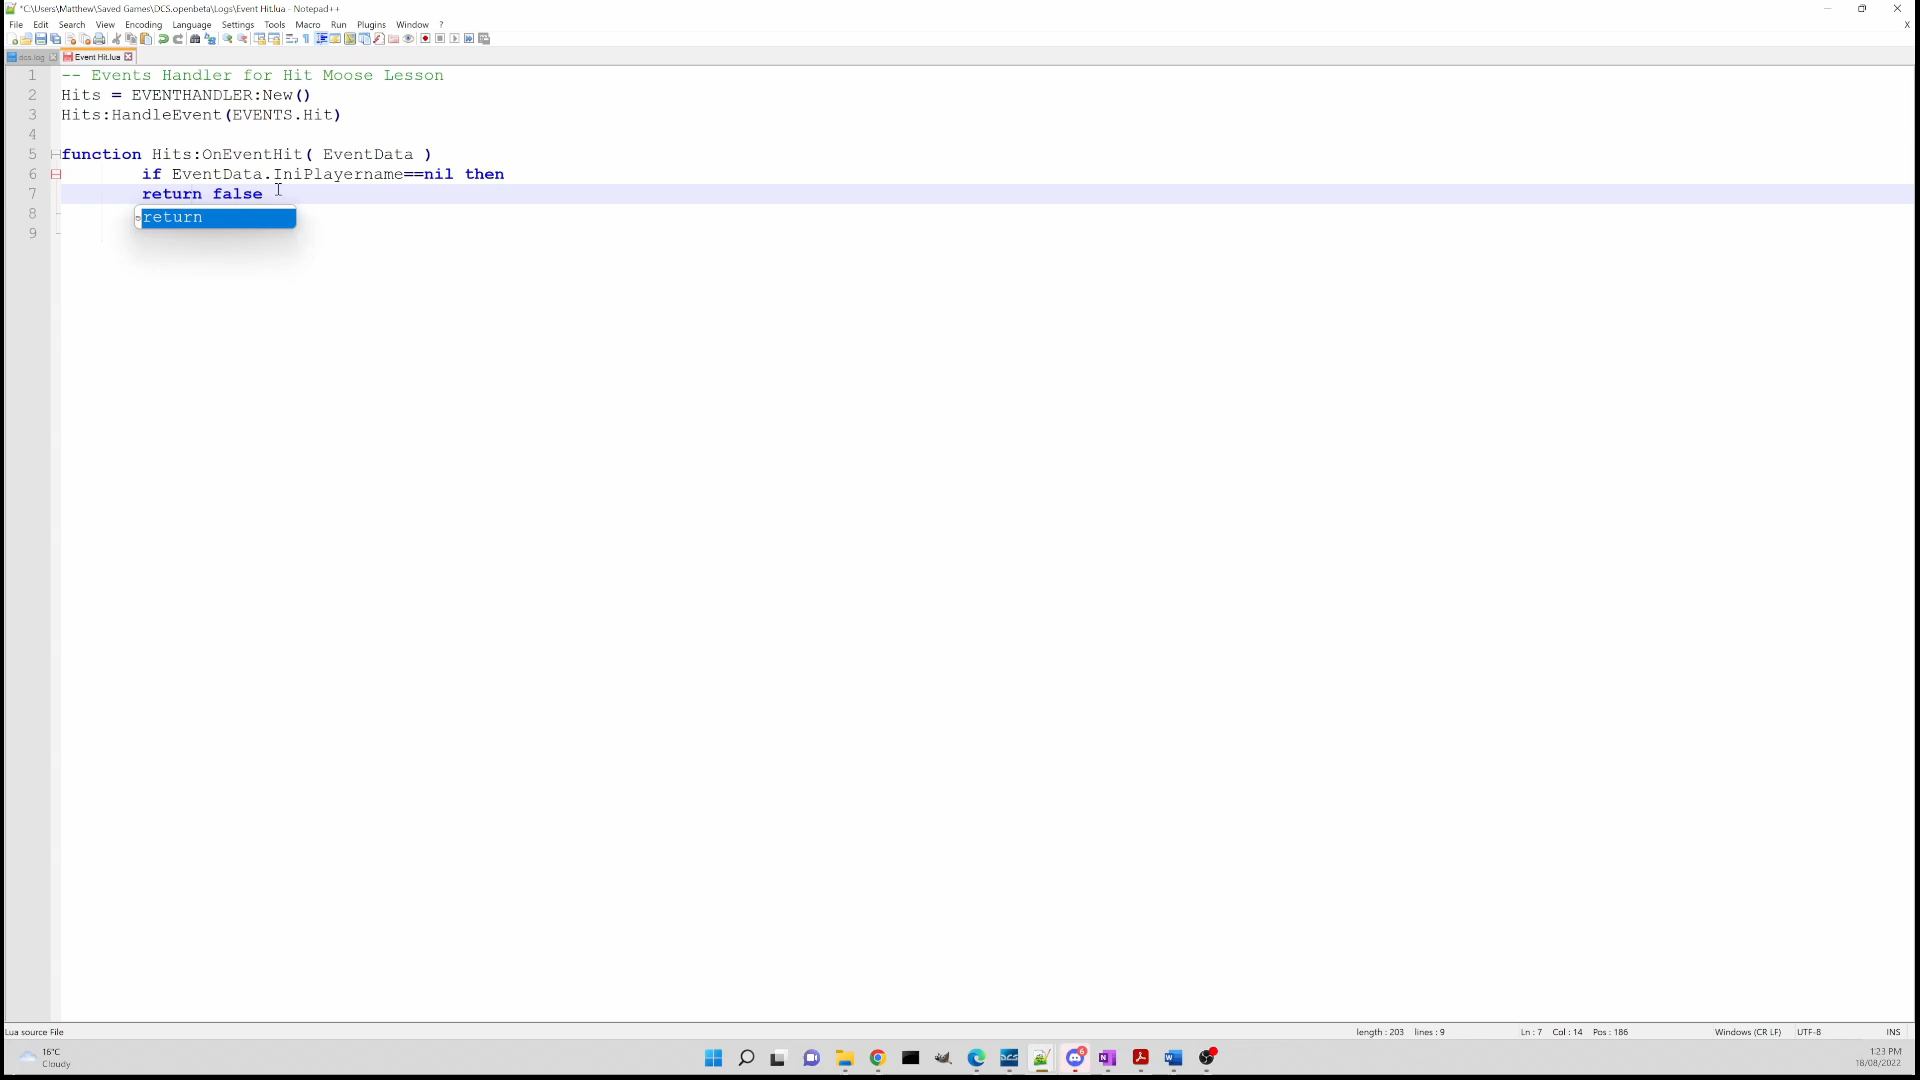 *C:\Users\Matthew\Saved Games\DCS.openbeta\Logs\Event Hit.lua - Notepad++
File Edit Search View Encoding Language Settings Tools Macro Run Plugins Window ?
X
dcs.log Event Hit.lua
1 -- Events Handler for Hit Moose Lesson
2 Hits = EVENTHANDLER:New()
3 Hits:HandleEvent(EVENTS.Hit)
4
5 function Hits:OnEventHit( EventData )
6 if EventData.IniPlayername==nil then
7 return false
8 return
9
Lua source File length : 203 lines : 9 Ln : 7 Col : 14 Pos : 186 Windows (CR LF) UTF-8 INS
16°C
Cloudy
DCS
6
1:23 PM
18/08/2022